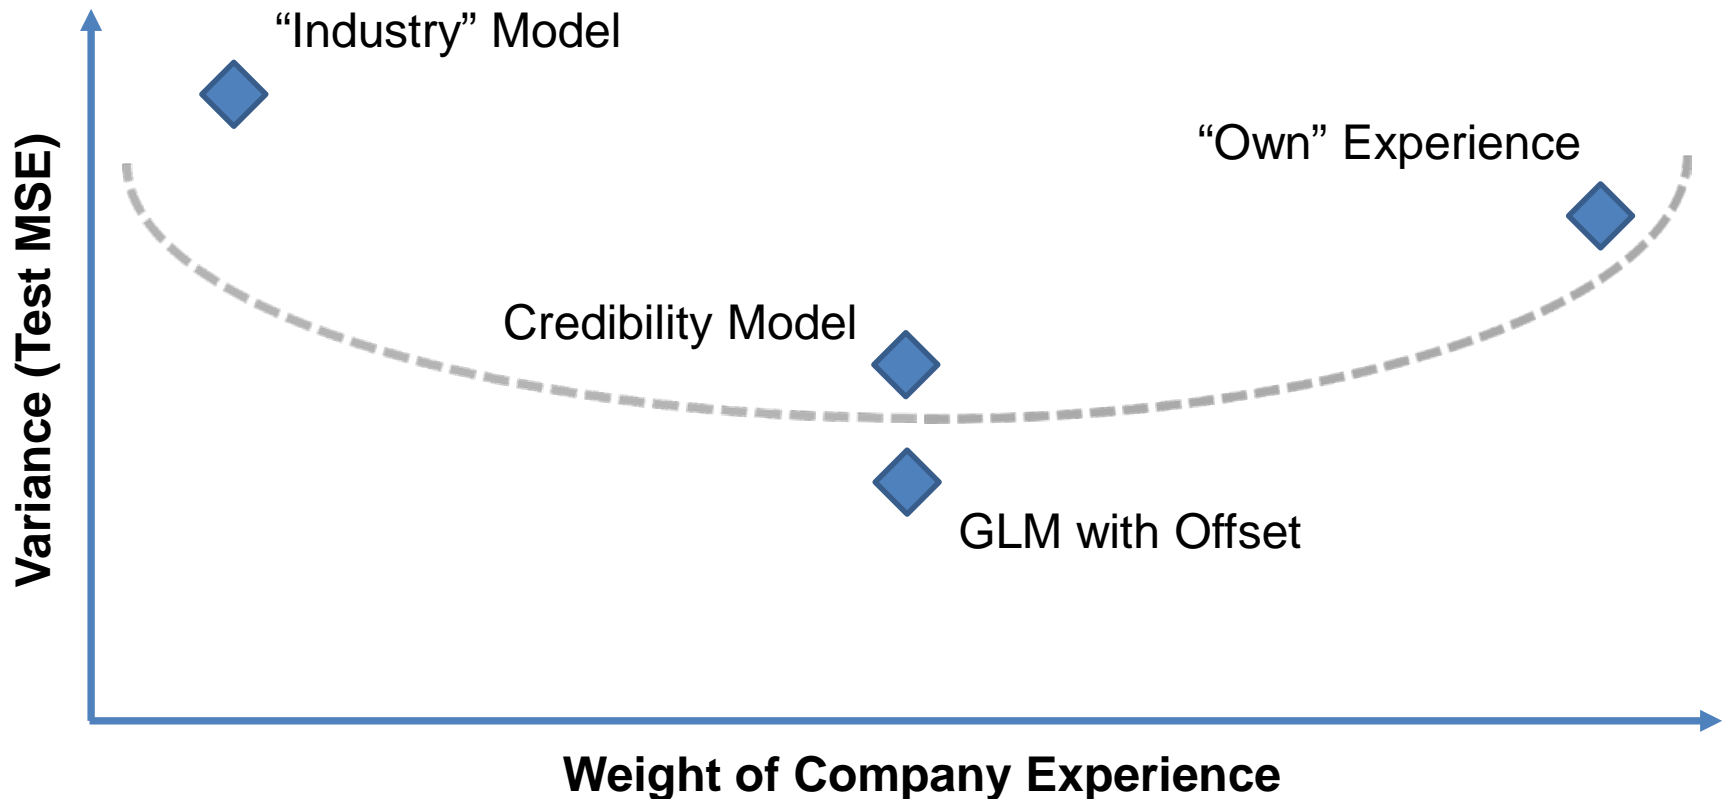 “Industry” Model
“Own” Experience
Variance (Test MSE)
Credibility Model
GLM with Offset
Weight of Company Experience